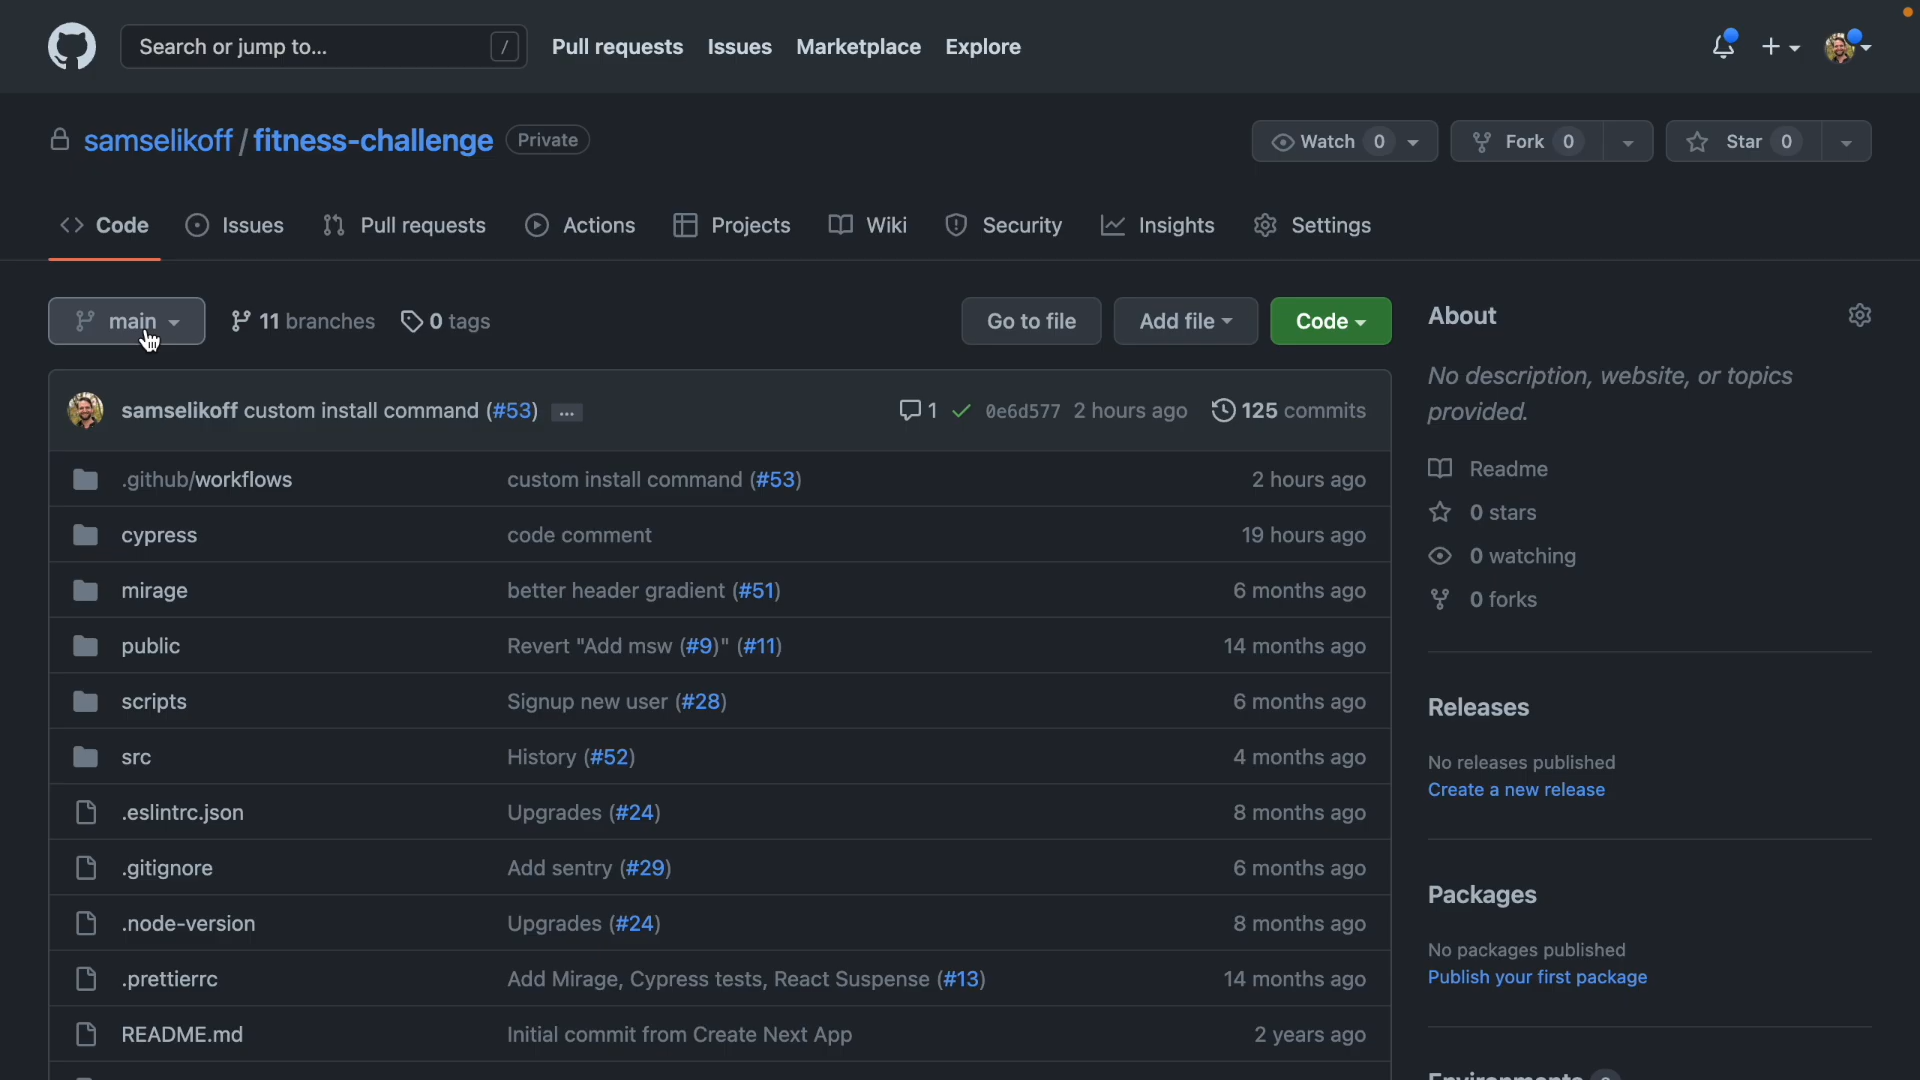 Search or jump to... /
Pull requests Issues Marketplace Explore
samselikoff / fitness-challenge Private
Watch 0 Fork 0 Star 0
Code Issues Pull requests Actions Projects Wiki Security Insights Settings
main 11 branches 0 tags
Go to file Add file Code
samselikoff custom install command (#53) ...
1 0e6d577 2 hours ago 125 commits
.github/workflows custom install command (#53) 2 hours ago
cypress code comment 19 hours ago
mirage better header gradient (#51) 6 months ago
public Revert "Add msw (#9)" (#11) 14 months ago
scripts Signup new user (#28) 6 months ago
src History (#52) 4 months ago
.eslintrc.json Upgrades (#24) 8 months ago
.gitignore Add sentry (#29) 6 months ago
.node-version Upgrades (#24) 8 months ago
.prettierrc Add Mirage, Cypress tests, React Suspense (#13) 14 months ago
README.md Initial commit from Create Next App 2 years ago
About
No description, website, or topics
provided.
Readme
0 stars
0 watching
0 forks
Releases
No releases published
Create a new release
Packages
No packages published
Publish your first package
Environments